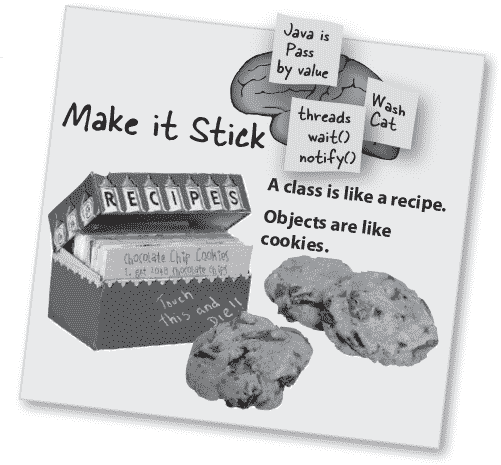 Java is
Pass
by value
Wash
Cat
threads
wait()
notify()
Make it Stick
A class is like a recipe.
Objects are like
cookies.
RECIPES
Chocolate Chip Cookies
Touch
this and
Die!!